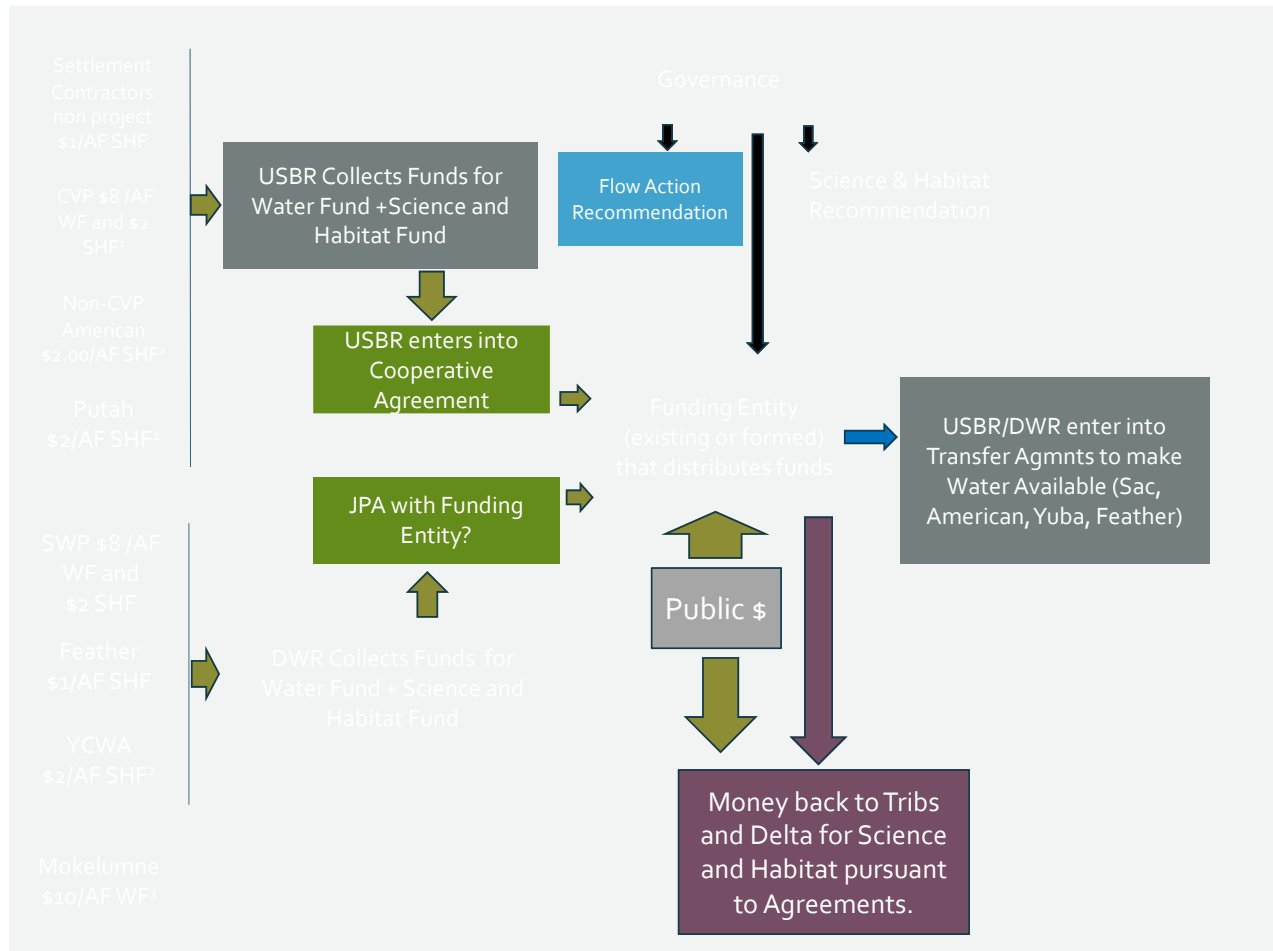 Settlement
Contractors
non project
$1/AF SHF
CVP $8 /AF
WF and $2
SHF¹
Non-CVP
American
$2.00/AF SHF²
Putah
$2/AF SHF²
SWP $8 /AF
WF and
$2 SHF
Feather
$1/AF SHF
YCWA
$2/AF SHF²
Mokelumne
$10/AF WF³
USBR Collects Funds for
Water Fund +Science and
Habitat Fund
USBR enters into
Cooperative
Agreement
JPA with Funding
Entity?
DWR Collects Funds for
Water Fund + Science and
Habitat Fund
Governance
Flow Action
Recommendation
Science & Habitat
Recommendation
Funding Entity
(existing or formed)
that distributes funds
Public $
USBR/DWR enter into
Transfer Agmnts to make
Water Available (Sac,
American, Yuba, Feather)
Money back to Tribs
and Delta for Science
and Habitat pursuant
to Agreements.